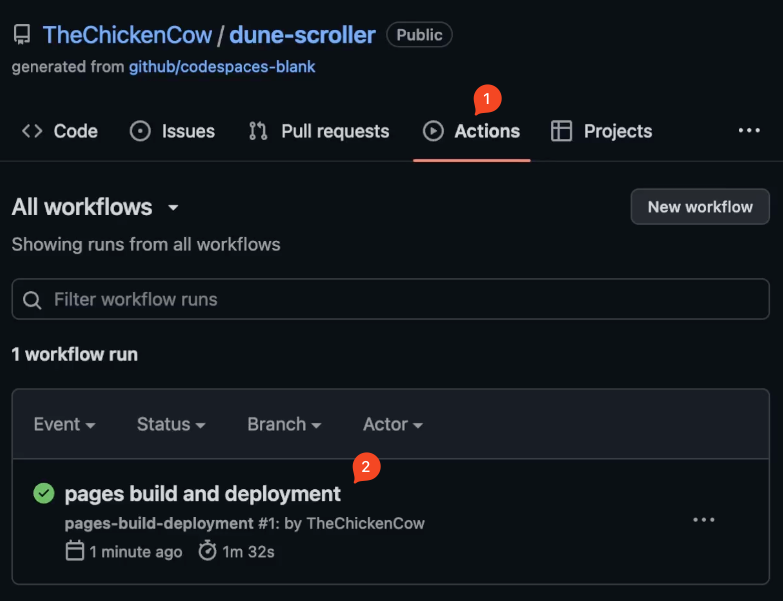 TheChickenCow / dune-scroller Public
generated from github/codespaces-blank
1
Code Issues Pull requests Actions Projects ...
All workflows New workflow
Showing runs from all workflows
Filter workflow runs
1 workflow run
Event Status Branch Actor
2
pages build and deployment
pages-build-deployment #1: by TheChickenCow
1 minute ago 1m 32s